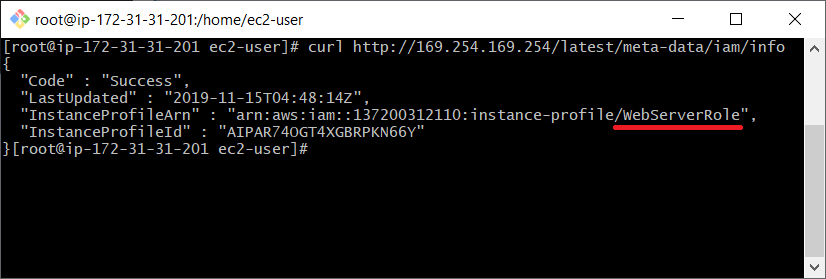 root@ip-172-31-31-201:/home/ec2-user
[root@ip-172-31-31-201 ec2-user]# curl http://169.254.169.254/latest/meta-data/iam/info
{
  "Code" : "Success",
  "LastUpdated" : "2019-11-15T04:48:14Z",
  "InstanceProfileArn" : "arn:aws:iam::137200312110:instance-profile/WebServerRole",
  "InstanceProfileId" : "AIPAR74OGT4XGBRPKN66Y"
}[root@ip-172-31-31-201 ec2-user]#